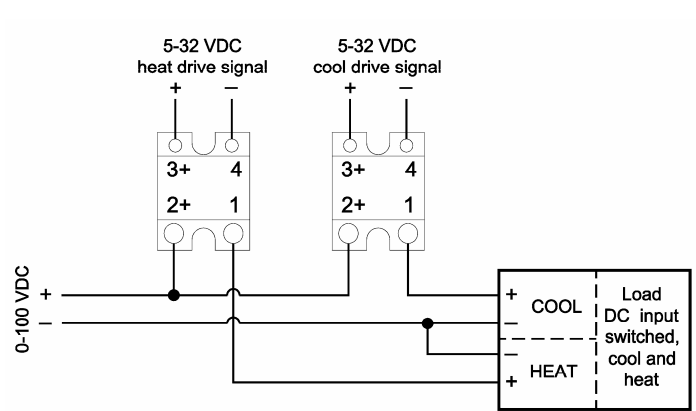 5-32 VDC
heat drive signal
+ −
5-32 VDC
cool drive signal
+ −
3+ 4
2+ 1
3+ 4
2+ 1
0-100 VDC
+
−
+
COOL
−
−
HEAT
+
Load
DC input
switched,
cool and
heat